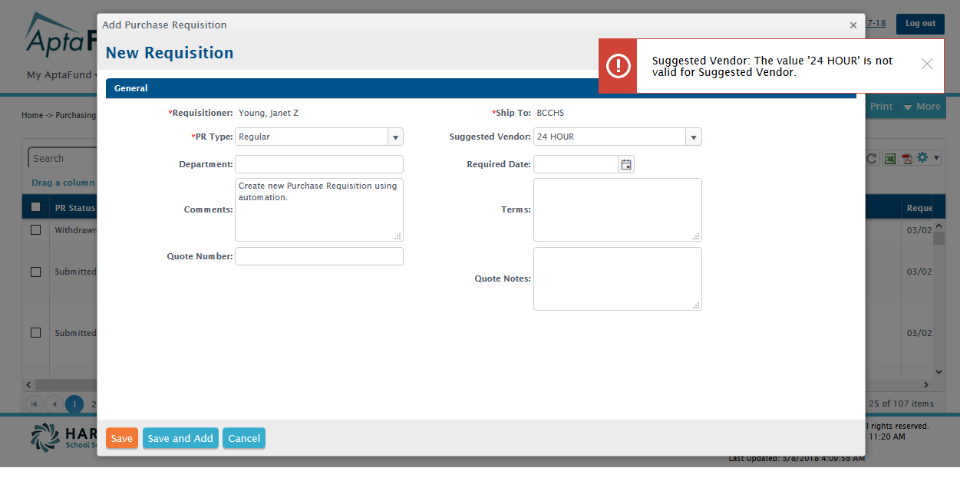 Add Purchase Requisition
×
7-18
Log out
AptaF
New Requisition
Suggested Vendor: The value '24 HOUR' is not
valid for Suggested Vendor.
My AptaFund
General
Print
More
Home -> Purchasing
*Requisitioner: Young, Janet Z
*Ship To: BCCHS
*PR Type: Regular
Suggested Vendor: 24 HOUR
Search
Department:
Required Date:
Drag a column
Comments: Create new Purchase Requisition using
automation.
Terms:
PR Status
Reque
Withdrawn
03/02
Quote Number:
Quote Notes:
Submitted
03/02
Submitted
03/02
1
2
25 of 107 items
Save
Save and Add
Cancel
HAR
School S
l rights reserved.
11:20 AM
Last Updated: 3/8/2018 4:09:58 AM